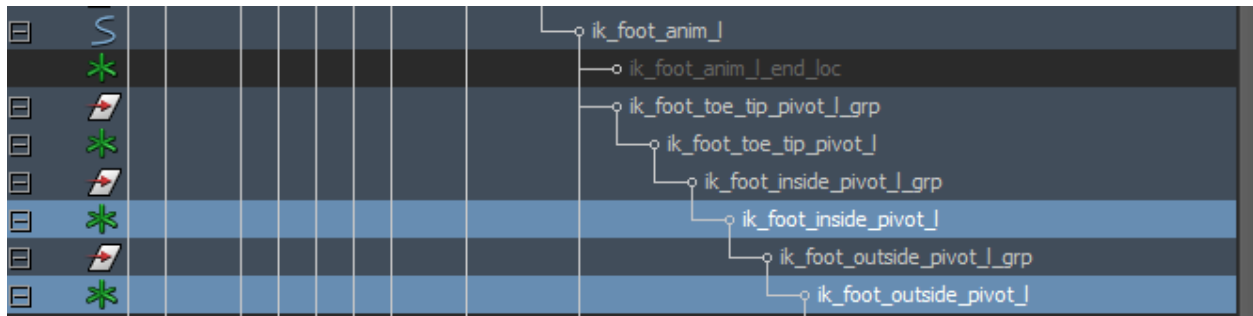 ik_foot_anim_l
ik_foot_anim_l_end_loc
ik_foot_toe_tip_pivot_l_grp
ik_foot_toe_tip_pivot_l
ik_foot_inside_pivot_l_grp
ik_foot_inside_pivot_l
ik_foot_outside_pivot_l_grp
ik_foot_outside_pivot_l